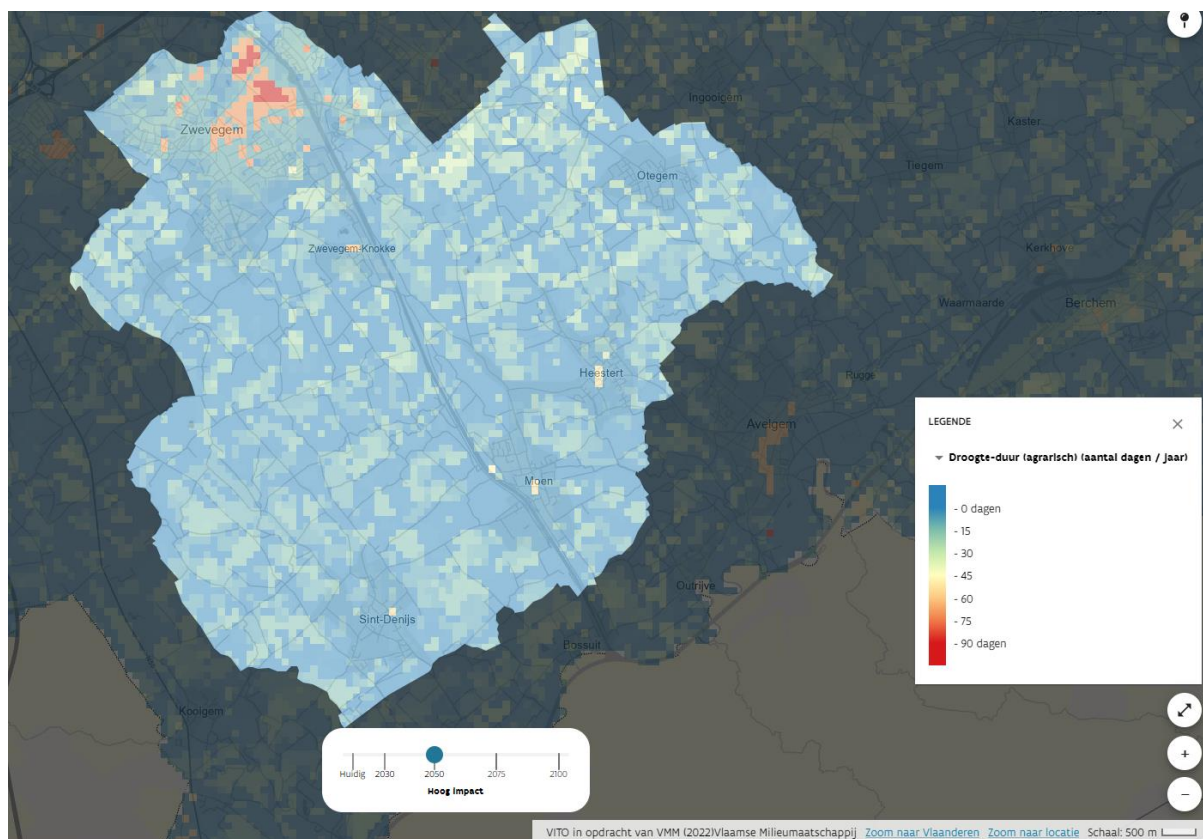 Ingooigem
Kaster
Zwevegem
Tiegem
Otegem
Zwevegem-Knokke
Kerkhove
Waarmaarde
Berchem
Heestert
Rugge
Avelgem
Moen
Outrijve
Sint-Denijs
Bossuit
Kooigem
LEGENDE
Droogte-duur (agrarisch) (aantal dagen / jaar)
- 0 dagen
- 15
- 30
- 45
- 60
- 75
- 90 dagen
Huidig 2030 2050 2075 2100
Hoog impact
VITO in opdracht van VMM (2022)Vlaamse Milieumaatschappij Zoom naar Vlaanderen Zoom naar locatie Schaal: 500 m